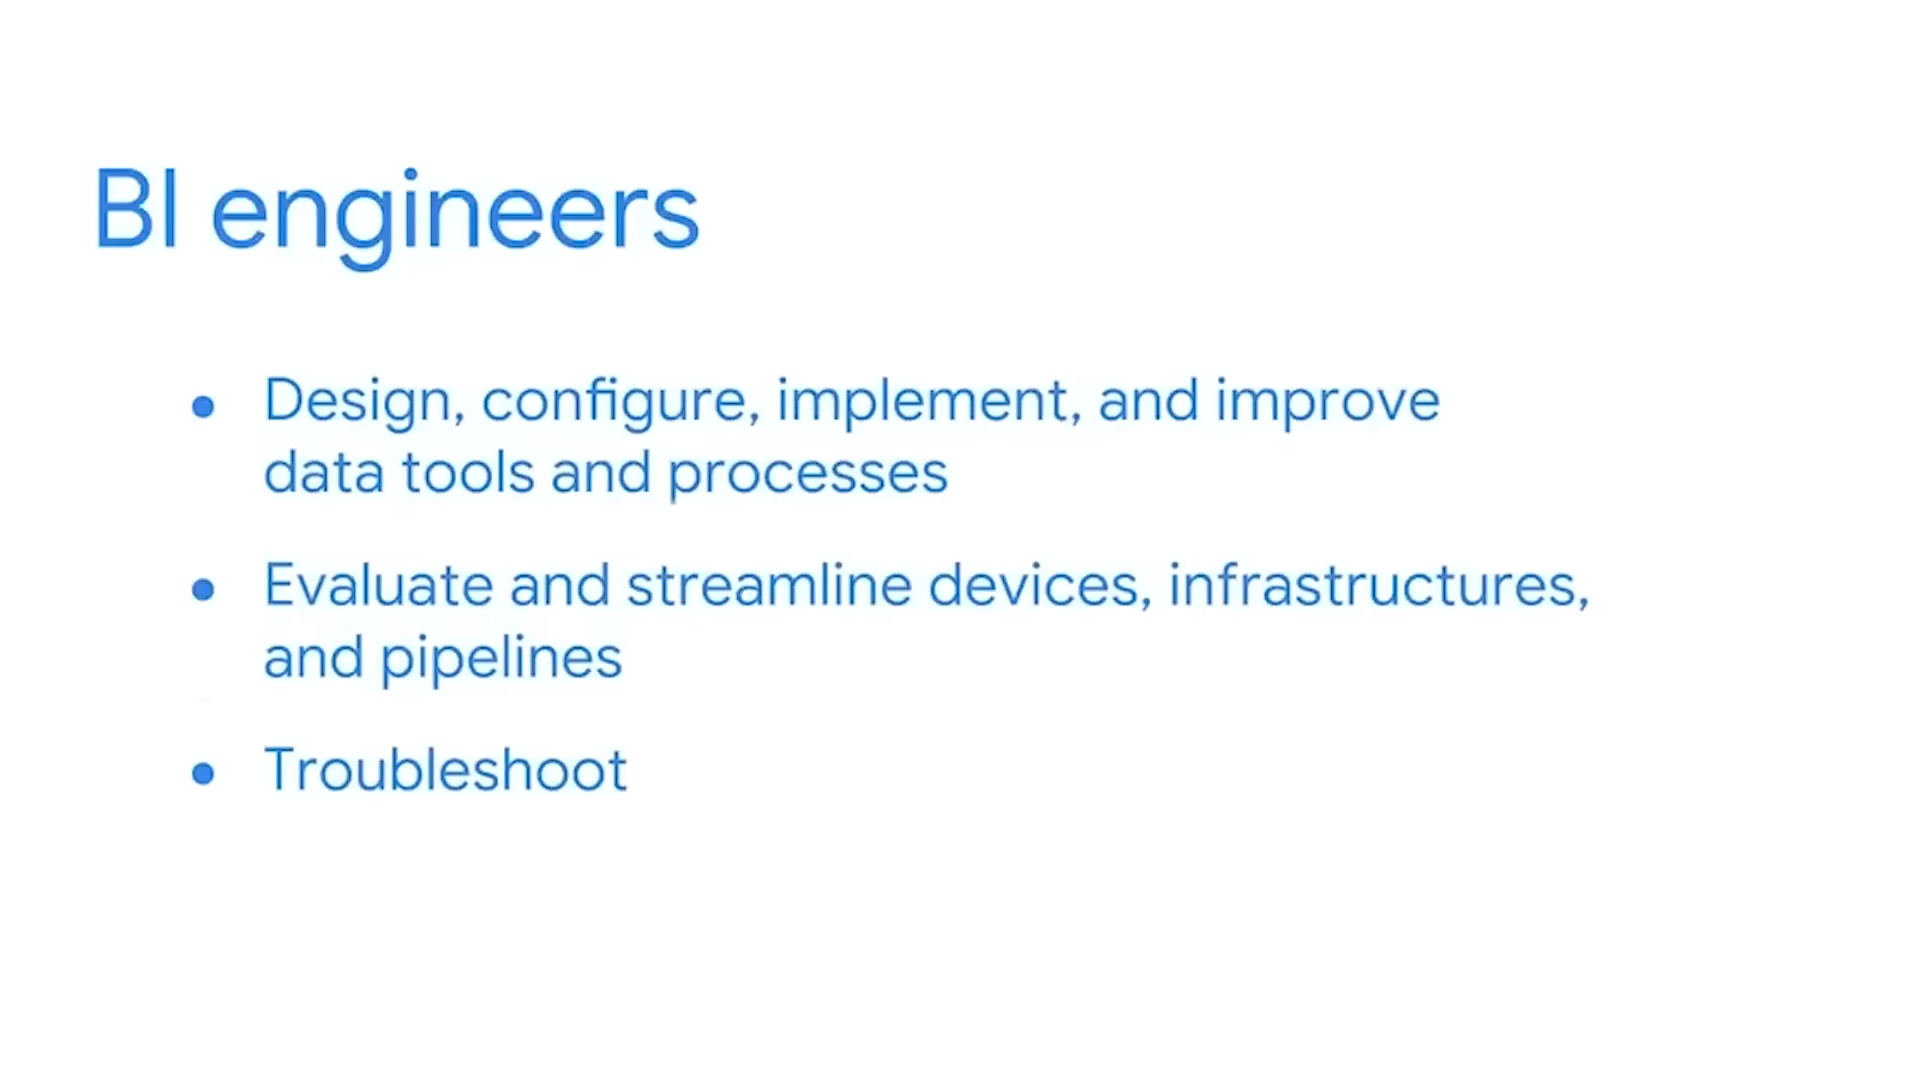 BI engineers
• Design, configure, implement, and improve
data tools and processes
• Evaluate and streamline devices, infrastructures,
and pipelines
• Troubleshoot